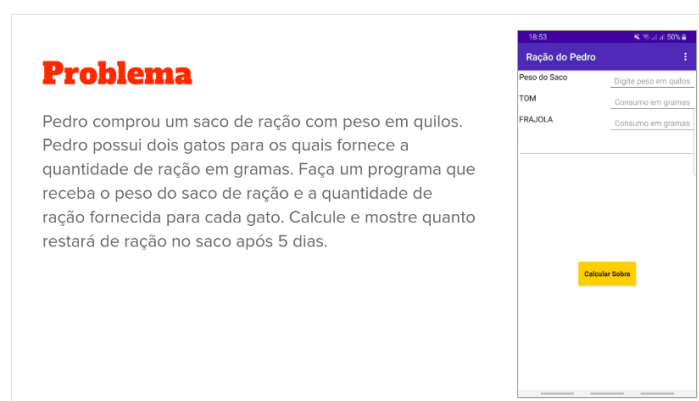 Problema
Pedro comprou um saco de ração com peso em quilos.
Pedro possui dois gatos para os quais fornece a
quantidade de ração em gramas. Faça um programa que
receba o peso do saco de ração e a quantidade de
ração fornecida para cada gato. Calcule e mostre quanto
restará de ração no saco após 5 dias.
18:53 50%
Ração do Pedro
Peso do Saco Digite peso em quilos
TOM Consumo em gramas
FRAJOLA Consumo em gramas
Calcular Sobra